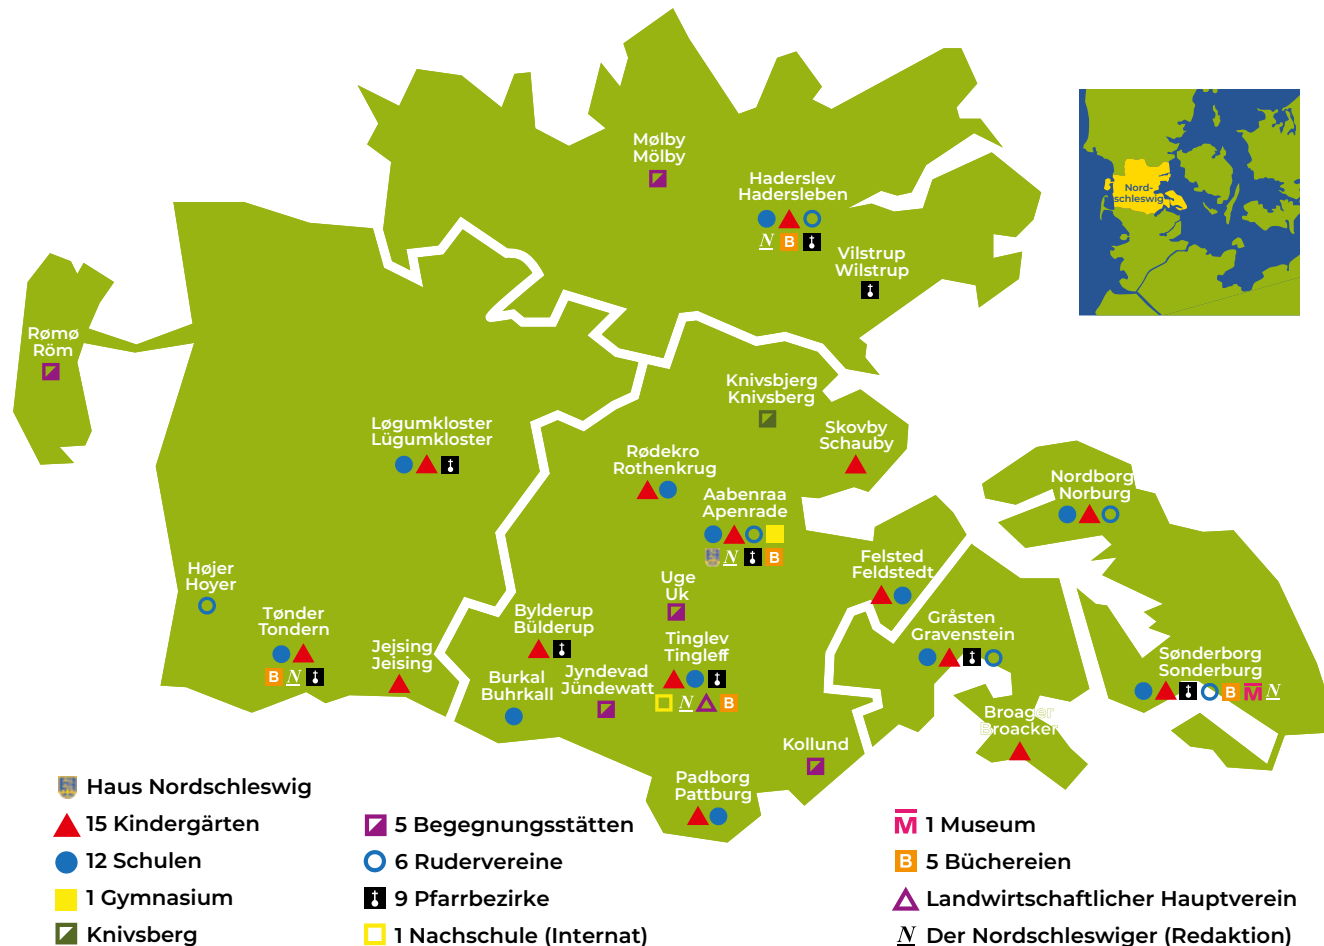 Mølby
Mölby
Haderslev
Hadersleben
N B
Vilstrup
Wilstrup
Nord-
schleswig
Rømø
Röm
Knivsbjerg
Knivsberg
Løgumkloster
Lügumkloster
Skovby
Schauby
Rødekro
Rothenkrug
Aabenraa
Apenrade
N B
Nordborg
Norburg
Felsted
Feldstedt
Højer
Hoyer
Uge
Uk
Tønder
Tondern
B N
Bylderup
Bülderup
Gråsten
Gravenstein
Jejsing
Jeising
Tinglev
Tingleff
N B
Sønderborg
Sonderburg
B M N
Burkal
Buhrkall
Jyndevad
Jündewatt
Broager
Broacker
Kollund
Padborg
Pattburg
Haus Nordschleswig
15 Kindergärten
12 Schulen
1 Gymnasium
Knivsberg
5 Begegnungsstätten
6 Rudervereine
9 Pfarrbezirke
1 Nachschule (Internat)
M 1 Museum
B 5 Büchereien
Landwirtschaftlicher Hauptverein
N Der Nordschleswiger (Redaktion)